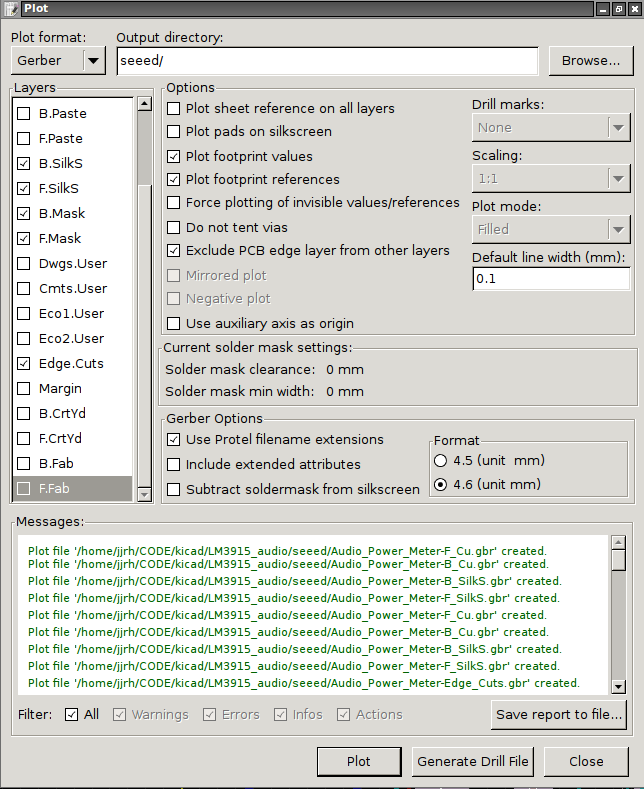 Plot
Plot format:
Output directory:
Gerber
seeed/
Browse...
Layers
B.Paste
F.Paste
B.SilkS
F.SilkS
B.Mask
F.Mask
Dwgs.User
Cmts.User
Eco1.User
Eco2.User
Edge.Cuts
Margin
B.CrtYd
F.CrtYd
B.Fab
F.Fab
Options
Plot sheet reference on all layers
Plot pads on silkscreen
Plot footprint values
Plot footprint references
Force plotting of invisible values/references
Do not tent vias
Exclude PCB edge layer from other layers
Mirrored plot
Negative plot
Use auxiliary axis as origin
Drill marks:
None
Scaling:
1:1
Plot mode:
Filled
Default line width (mm):
0.1
Current solder mask settings:
Solder mask clearance: 0 mm
Solder mask min width: 0 mm
Gerber Options
Use Protel filename extensions
Include extended attributes
Subtract soldermask from silkscreen
Format
4.5 (unit mm)
4.6 (unit mm)
Messages:
Plot file '/home/jjrh/CODE/kicad/LM3915_audio/seeed/Audio_Power_Meter-F_Cu.gbr' created.
Plot file '/home/jjrh/CODE/kicad/LM3915_audio/seeed/Audio_Power_Meter-B_Cu.gbr' created.
Plot file '/home/jjrh/CODE/kicad/LM3915_audio/seeed/Audio_Power_Meter-B_SilkS.gbr' created.
Plot file '/home/jjrh/CODE/kicad/LM3915_audio/seeed/Audio_Power_Meter-F_SilkS.gbr' created.
Plot file '/home/jjrh/CODE/kicad/LM3915_audio/seeed/Audio_Power_Meter-F_Cu.gbr' created.
Plot file '/home/jjrh/CODE/kicad/LM3915_audio/seeed/Audio_Power_Meter-B_Cu.gbr' created.
Plot file '/home/jjrh/CODE/kicad/LM3915_audio/seeed/Audio_Power_Meter-B_SilkS.gbr' created.
Plot file '/home/jjrh/CODE/kicad/LM3915_audio/seeed/Audio_Power_Meter-F_SilkS.gbr' created.
Plot file '/home/jjrh/CODE/kicad/LM3915_audio/seeed/Audio_Power_Meter-Edge_Cuts.gbr' created.
Filter: All Warnings Errors Infos Actions
Save report to file...
Plot
Generate Drill File
Close